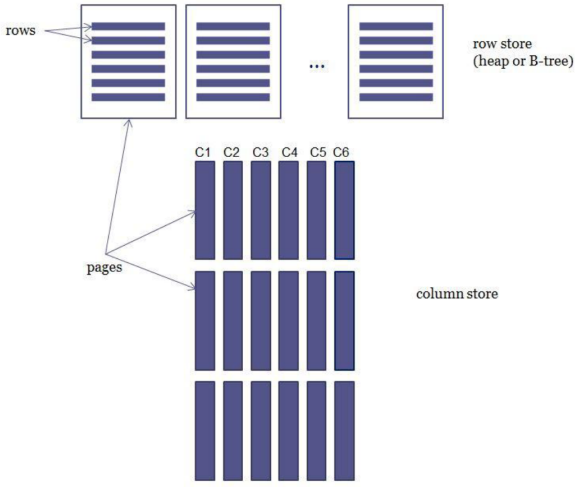 rows
row store
(heap or B-tree)
...
C1 C2 C3 C4 C5 C6
pages
column store